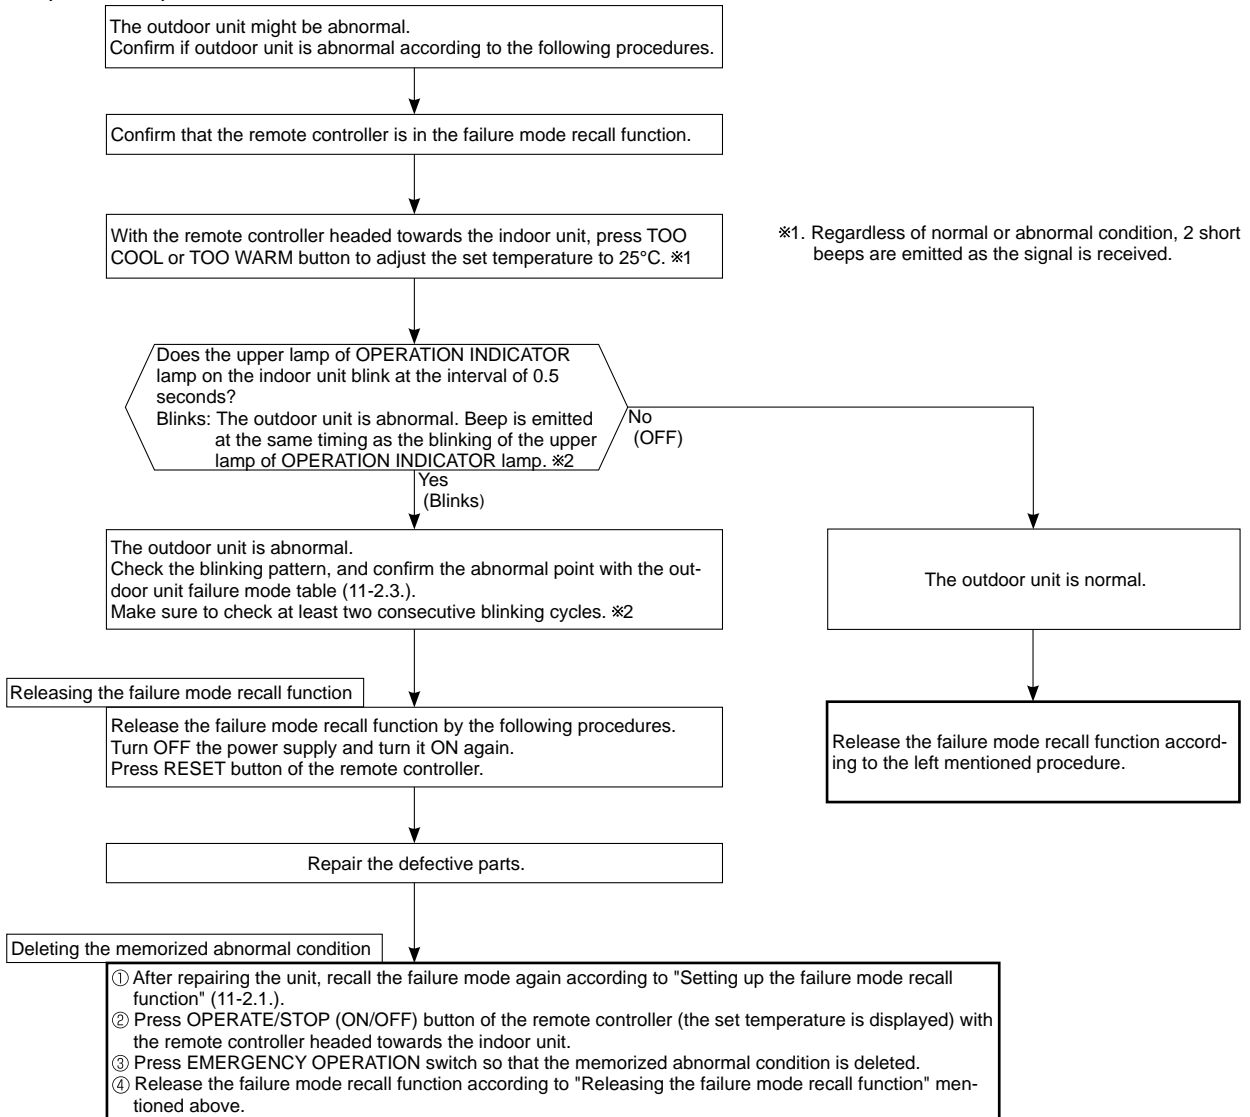 The outdoor unit might be abnormal.
Confirm if outdoor unit is abnormal according to the following procedures.
Confirm that the remote controller is in the failure mode recall function.
With the remote controller headed towards the indoor unit, press TOO
COOL or TOO WARM button to adjust the set temperature to 25°C. ※1
※1. Regardless of normal or abnormal condition, 2 short
beeps are emitted as the signal is received.
Does the upper lamp of OPERATION INDICATOR
lamp on the indoor unit blink at the interval of 0.5
seconds?
Blinks: The outdoor unit is abnormal. Beep is emitted
at the same timing as the blinking of the upper
lamp of OPERATION INDICATOR lamp. ※2
No
(OFF)
Yes
(Blinks)
The outdoor unit is abnormal.
Check the blinking pattern, and confirm the abnormal point with the out-
door unit failure mode table (11-2.3.).
Make sure to check at least two consecutive blinking cycles. ※2
The outdoor unit is normal.
Releasing the failure mode recall function
Release the failure mode recall function by the following procedures.
Turn OFF the power supply and turn it ON again.
Press RESET button of the remote controller.
Release the failure mode recall function accord-
ing to the left mentioned procedure.
Repair the defective parts.
Deleting the memorized abnormal condition
① After repairing the unit, recall the failure mode again according to "Setting up the failure mode recall
function" (11-2.1.).
② Press OPERATE/STOP (ON/OFF) button of the remote controller (the set temperature is displayed) with
the remote controller headed towards the indoor unit.
③ Press EMERGENCY OPERATION switch so that the memorized abnormal condition is deleted.
④ Release the failure mode recall function according to "Releasing the failure mode recall function" men-
tioned above.